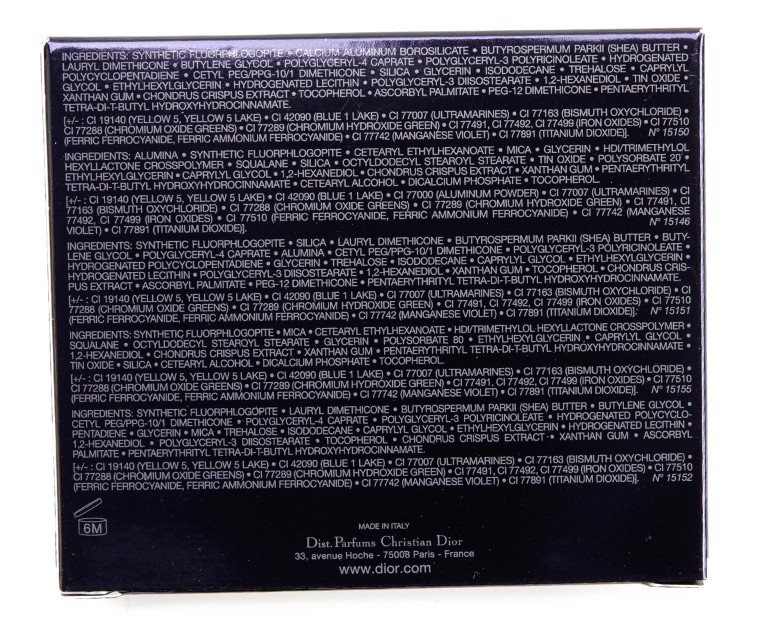 INGREDIENTS: SYNTHETIC FLUORPHLOGOPITE • CALCIUM ALUMINUM BOROSILICATE • BUTYROSPERMUM PARKII (SHEA) BUTTER •
LAURYL DIMETHICONE • BUTYLENE GLYCOL • POLYGLYCERYL-4 CAPRATE • POLYGLYCERYL-3 POLYRICINOLEATE • HYDROGENATED
POLYCYCLOPENTADIENE • CETYL PEG/PPG-10/1 DIMETHICONE • SILICA • GLYCERIN • ISODODECANE • TREHALOSE • CAPRYLYL
GLYCOL • ETHYLHEXYLGLYCERIN • HYDROGENATED LECITHIN • POLYGLYCERYL-3 DIISOSTEARATE • 1,2-HEXANEDIOL • TIN OXIDE •
XANTHAN GUM • CHONDRUS CRISPUS EXTRACT • TOCOPHEROL • ASCORBYL PALMITATE • PEG-12 DIMETHICONE • PENTAERYTHRITYL
TETRA-DI-T-BUTYL HYDROXYHYDROCINNAMATE.
[+/- : CI 19140 (YELLOW 5, YELLOW 5 LAKE) • CI 42090 (BLUE 1 LAKE) • CI 77007 (ULTRAMARINES) • CI 77163 (BISMUTH OXYCHLORIDE) •
CI 77288 (CHROMIUM OXIDE GREENS) • CI 77289 (CHROMIUM HYDROXIDE GREEN) • CI 77491, CI 77492, CI 77499 (IRON OXIDES) • CI 77510
(FERRIC FERROCYANIDE, FERRIC AMMONIUM FERROCYANIDE) • CI 77742 (MANGANESE VIOLET) • CI 77891 (TITANIUM DIOXIDE)]. N° 15150
INGREDIENTS: ALUMINA • SYNTHETIC FLUORPHLOGOPITE • CETEARYL ETHYLHEXANOATE • MICA • GLYCERIN • HDI/TRIMETHYLOL
HEXYLLACTONE CROSSPOLYMER • SQUALANE • SILICA • OCTYLDODECYL STEAROYL STEARATE • TIN OXIDE • POLYSORBATE 20 •
ETHYLHEXYLGLYCERIN • CAPRYLYL GLYCOL • 1,2-HEXANEDIOL • CHONDRUS CRISPUS EXTRACT • XANTHAN GUM • PENTAERYTHRITYL
TETRA-DI-T-BUTYL HYDROXYHYDROCINNAMATE • CETEARYL ALCOHOL • DICALCIUM PHOSPHATE • TOCOPHEROL.
[+/- : CI 19140 (YELLOW 5, YELLOW 5 LAKE) • CI 42090 (BLUE 1 LAKE) • CI 77000 (ALUMINUM POWDER) • CI 77007 (ULTRAMARINES) • CI
77163 (BISMUTH OXYCHLORIDE) • CI 77288 (CHROMIUM OXIDE GREENS) • CI 77289 (CHROMIUM HYDROXIDE GREEN) • CI 77491, CI
77492, CI 77499 (IRON OXIDES) • CI 77510 (FERRIC FERROCYANIDE, FERRIC AMMONIUM FERROCYANIDE) • CI 77742 (MANGANESE
VIOLET) • CI 77891 (TITANIUM DIOXIDE)]. N° 15146
INGREDIENTS: SYNTHETIC FLUORPHLOGOPITE • SILICA • LAURYL DIMETHICONE • BUTYROSPERMUM PARKII (SHEA) BUTTER • BUTY-
LENE GLYCOL • POLYGLYCERYL-4 CAPRATE • ALUMINA • CETYL PEG/PPG-10/1 DIMETHICONE • POLYGLYCERYL-3 POLYRICINOLEATE •
HYDROGENATED POLYCYCLOPENTADIENE • GLYCERIN • TREHALOSE • ISODODECANE • CAPRYLYL GLYCOL • ETHYLHEXYLGLYCERIN •
HYDROGENATED LECITHIN • POLYGLYCERYL-3 DIISOSTEARATE • 1,2-HEXANEDIOL • XANTHAN GUM • TOCOPHEROL • CHONDRUS CRIS-
PUS EXTRACT • ASCORBYL PALMITATE • PEG-12 DIMETHICONE • PENTAERYTHRITYL TETRA-DI-T-BUTYL HYDROXYHYDROCINNAMATE.
[+/- : CI 19140 (YELLOW 5, YELLOW 5 LAKE) • CI 42090 (BLUE 1 LAKE) • CI 77007 (ULTRAMARINES) • CI 77163 (BISMUTH OXYCHLORIDE) • CI
77288 (CHROMIUM OXIDE GREENS) • CI 77289 (CHROMIUM HYDROXIDE GREEN) • CI 77491, CI 77492, CI 77499 (IRON OXIDES) • CI 77510
(FERRIC FERROCYANIDE, FERRIC AMMONIUM FERROCYANIDE) • CI 77742 (MANGANESE VIOLET) • CI 77891 (TITANIUM DIOXIDE)]. N° 15151
INGREDIENTS: SYNTHETIC FLUORPHLOGOPITE • MICA • CETEARYL ETHYLHEXANOATE • HDI/TRIMETHYLOL HEXYLLACTONE CROSSPOLYMER •
SQUALANE • OCTYLDODECYL STEAROYL STEARATE • GLYCERIN • POLYSORBATE 80 • ETHYLHEXYLGLYCERIN • CAPRYLYL GLYCOL •
1,2-HEXANEDIOL • CHONDRUS CRISPUS EXTRACT • XANTHAN GUM • PENTAERYTHRITYL TETRA-DI-T-BUTYL HYDROXYHYDROCINNAMATE •
TIN OXIDE • SILICA • CETEARYL ALCOHOL • DICALCIUM PHOSPHATE • TOCOPHEROL.
[+/- : CI 19140 (YELLOW 5, YELLOW 5 LAKE) • CI 42090 (BLUE 1 LAKE) • CI 77007 (ULTRAMARINES) • CI 77163 (BISMUTH OXYCHLORIDE) •
CI 77288 (CHROMIUM OXIDE GREENS) • CI 77289 (CHROMIUM HYDROXIDE GREEN) • CI 77491, CI 77492, CI 77499 (IRON OXIDES) • CI 77510
(FERRIC FERROCYANIDE, FERRIC AMMONIUM FERROCYANIDE) • CI 77742 (MANGANESE VIOLET) • CI 77891 (TITANIUM DIOXIDE)]. N° 15155
INGREDIENTS: SYNTHETIC FLUORPHLOGOPITE • LAURYL DIMETHICONE • BUTYROSPERMUM PARKII (SHEA) BUTTER • BUTYLENE GLYCOL •
CETYL PEG/PPG-10/1 DIMETHICONE • POLYGLYCERYL-4 CAPRATE • POLYGLYCERYL-3 POLYRICINOLEATE • HYDROGENATED POLYCYCLO-
PENTADIENE • GLYCERIN • MICA • TREHALOSE • ISODODECANE • CAPRYLYL GLYCOL • ETHYLHEXYLGLYCERIN • HYDROGENATED LECITHIN •
1,2-HEXANEDIOL • POLYGLYCERYL-3 DIISOSTEARATE • TOCOPHEROL • CHONDRUS CRISPUS EXTRACT • XANTHAN GUM • ASCORBYL
PALMITATE • PENTAERYTHRITYL TETRA-DI-T-BUTYL HYDROXYHYDROCINNAMATE.
[+/- : CI 19140 (YELLOW 5, YELLOW 5 LAKE) • CI 42090 (BLUE 1 LAKE) • CI 77007 (ULTRAMARINES) • CI 77163 (BISMUTH OXYCHLORIDE) •
CI 77288 (CHROMIUM OXIDE GREENS) • CI 77289 (CHROMIUM HYDROXIDE GREEN) • CI 77491, CI 77492, CI 77499 (IRON OXIDES) • CI 77510
(FERRIC FERROCYANIDE, FERRIC AMMONIUM FERROCYANIDE) • CI 77742 (MANGANESE VIOLET) • CI 77891 (TITANIUM DIOXIDE)]. N° 15152
6M
MADE IN ITALY
Dist. Parfums Christian Dior
33, avenue Hoche - 75008 Paris - France
www.dior.com